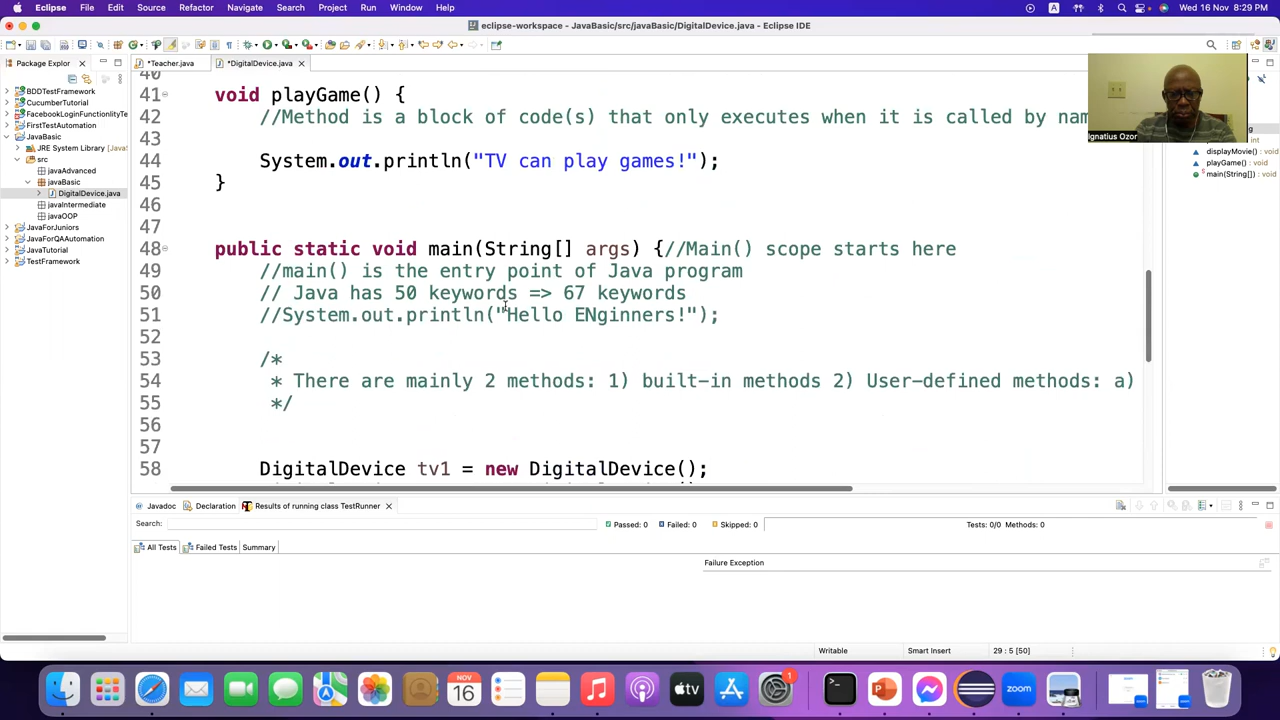 Eclipse File Edit Source Refactor Navigate Search Project Run Window Help
Wed 16 Nov 8:29 PM
eclipse-workspace - JavaBasic/src/javaBasic/DigitalDevice.java - Eclipse IDE
Package Explor
*Teacher.java
*DigitalDevice.java
BDDTestFramework
CucumberTutorial
FacebookLoginFunctionlityTe
FirstTestAutomation
JavaBasic
JRE System Library [Java
src
javaAdvanced
javaBasic
DigitalDevice.java
javaIntermediate
javaOOP
JavaForJuniors
JavaForQAAutomation
JavaTutorial
TestFramework
40
41 void playGame() {
42 //Method is a block of code(s) that only executes when it is called by nam
43
44 System.out.println("TV can play games!");
45 }
46
47
48 public static void main(String[] args) {//Main() scope starts here
49 //main() is the entry point of Java program
50 // Java has 50 keywords => 67 keywords
51 //System.out.println("Hello ENginners!");
52
53 /*
54 * There are mainly 2 methods: 1) built-in methods 2) User-defined methods: a)
55 */
56
57
58 DigitalDevice tv1 = new DigitalDevice();
Ignatius Ozor
int
displayMovie() : void
playGame() : void
main(String[]) : void
Javadoc
Declaration
Results of running class TestRunner
Search:
Passed: 0
Failed: 0
Skipped: 0
Tests: 0/0 Methods: 0
All Tests
Failed Tests
Summary
Failure Exception
Writable
Smart Insert
29 : 5 [50]
NOV
16
tv
1
zoom